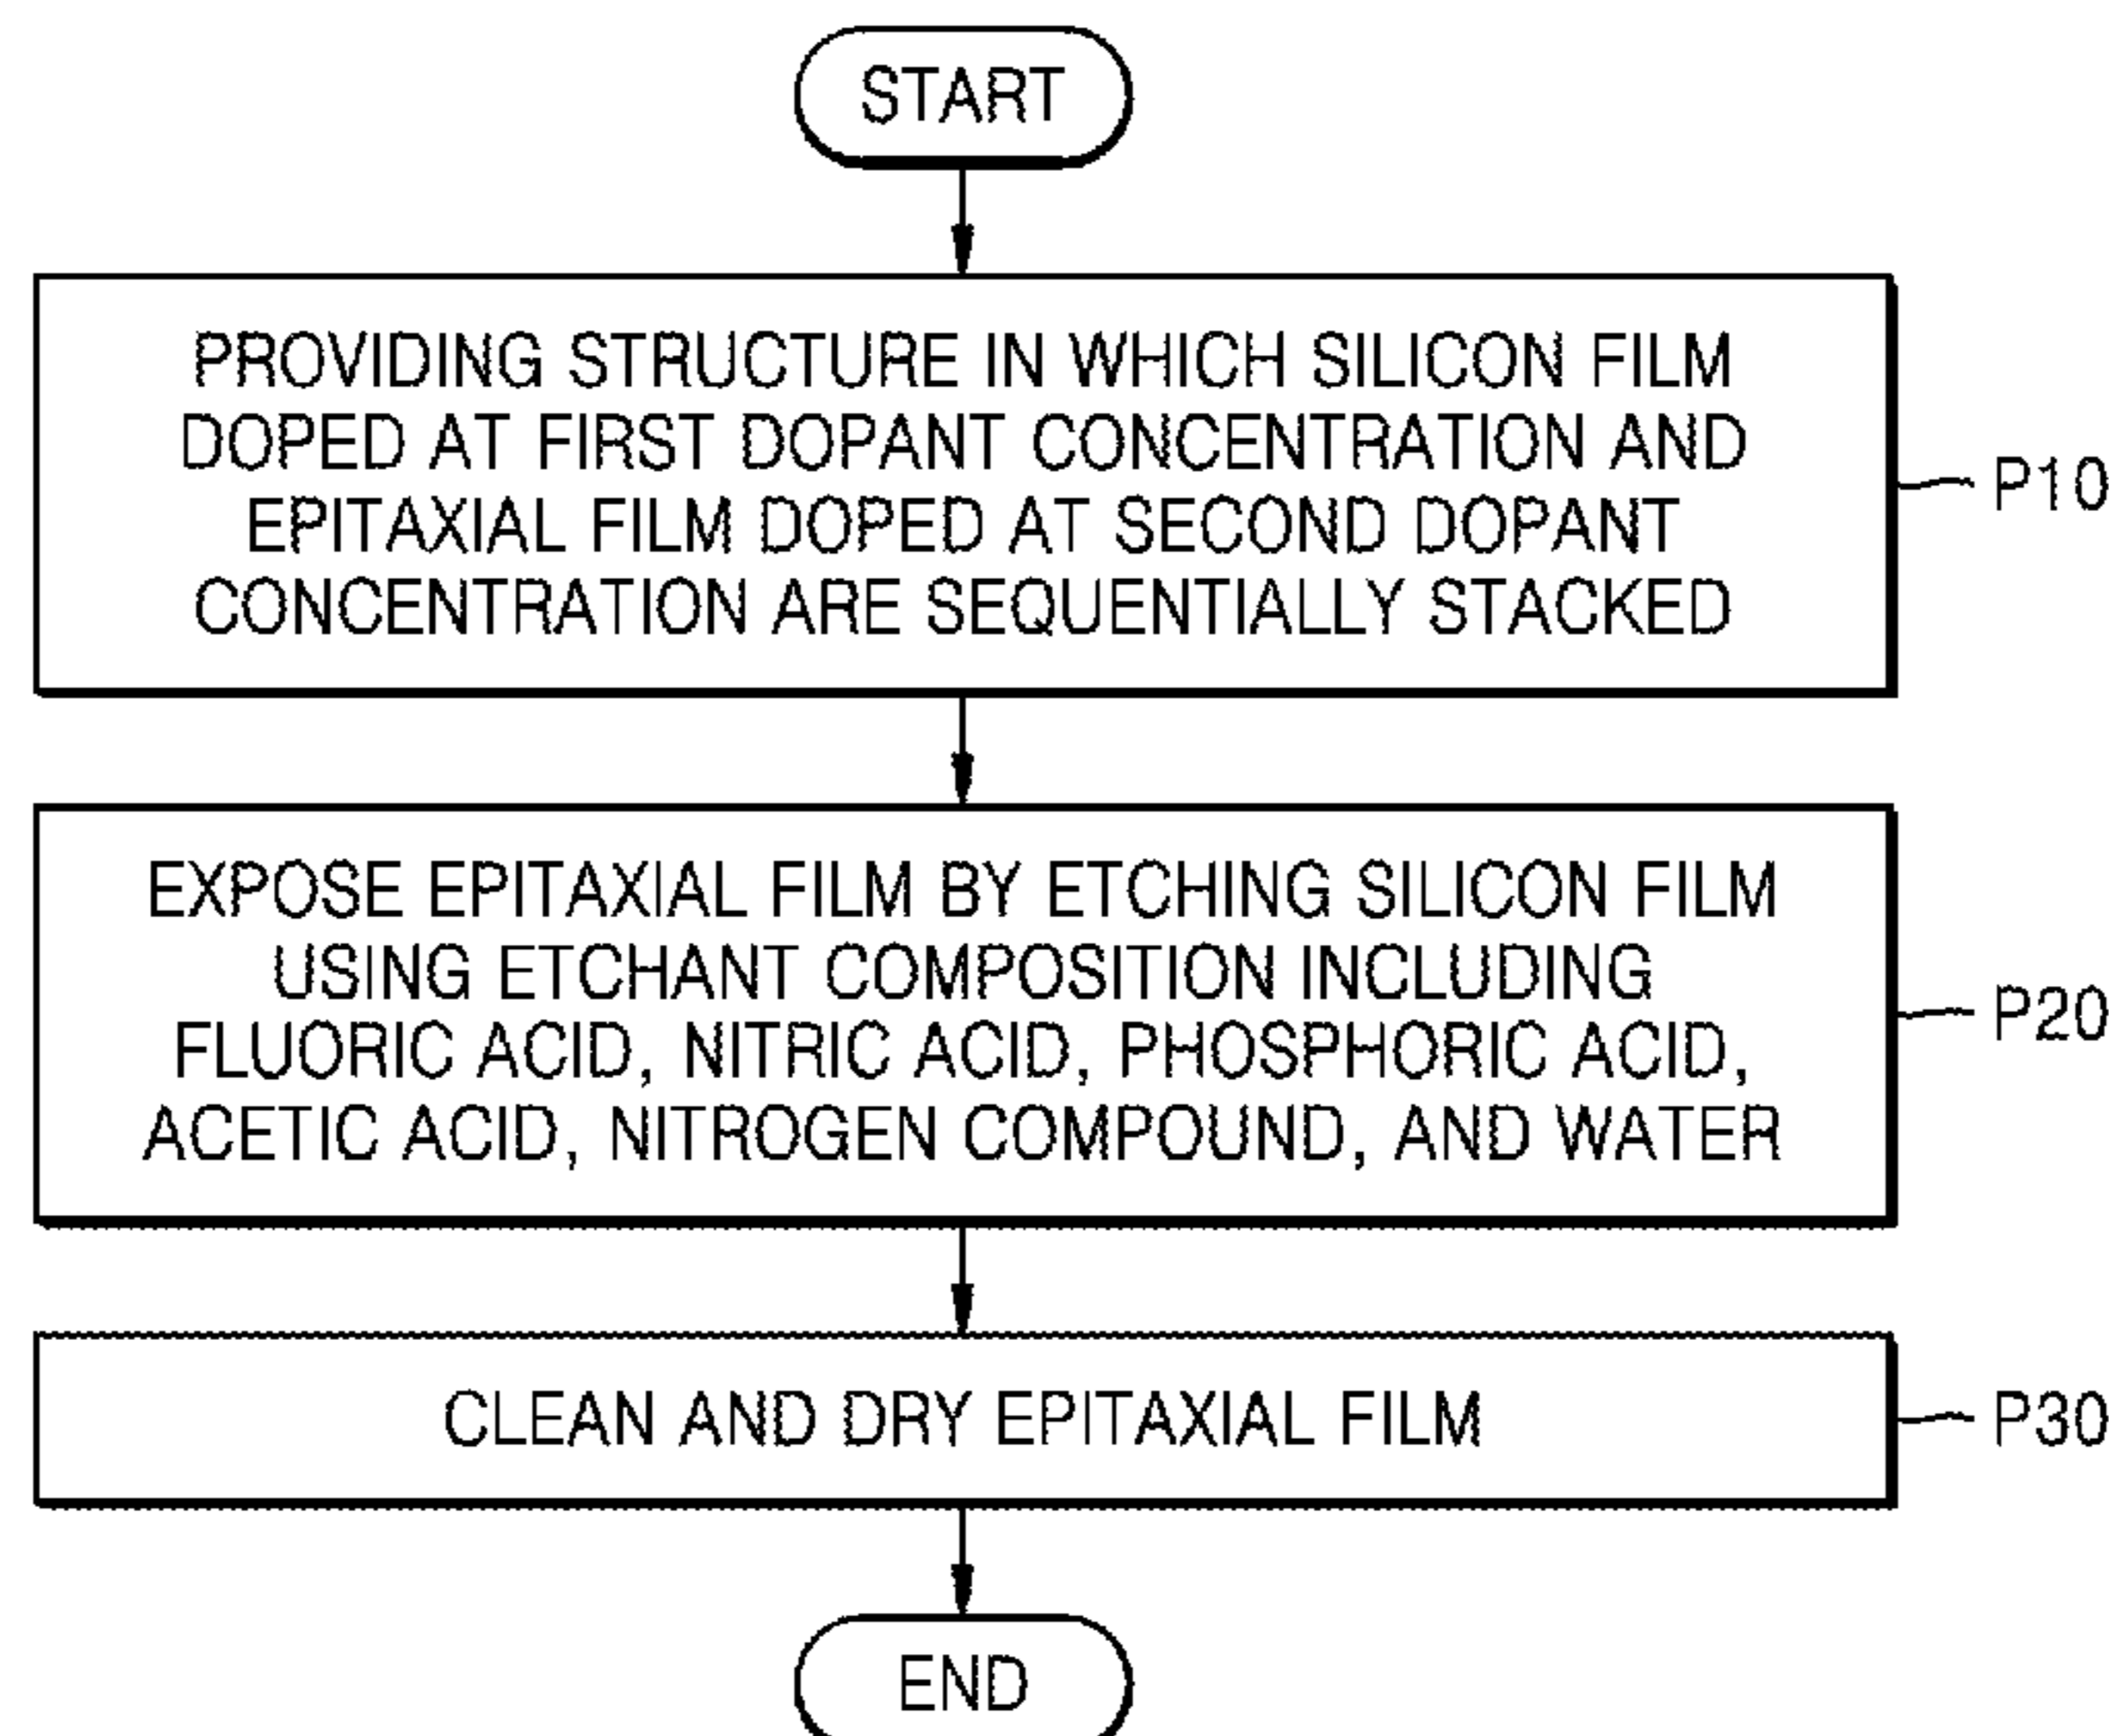 START
PROVIDING STRUCTURE IN WHICH SILICON FILM
DOPED AT FIRST DOPANT CONCENTRATION AND
EPITAXIAL FILM DOPED AT SECOND DOPANT
CONCENTRATION ARE SEQUENTIALLY STACKED
P10
EXPOSE EPITAXIAL FILM BY ETCHING SILICON FILM
USING ETCHANT COMPOSITION INCLUDING
FLUORIC ACID, NITRIC ACID, PHOSPHORIC ACID,
ACETIC ACID, NITROGEN COMPOUND, AND WATER
P20
CLEAN AND DRY EPITAXIAL FILM
P30
END